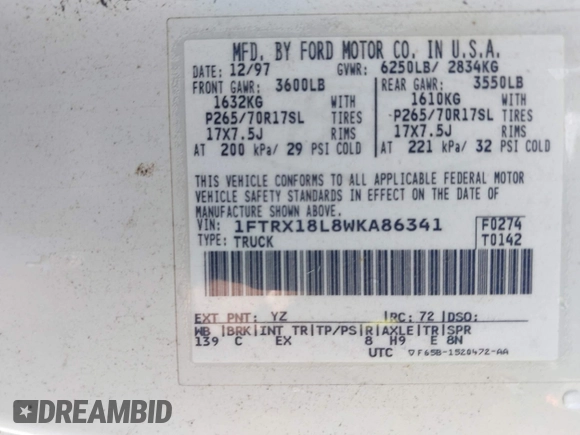 MFD. BY FORD MOTOR CO. IN U.S.A.
DATE: 12/97 GVWR: 6250LB/ 2834KG
FRONT GAWR: 3600LB REAR GAWR: 3550LB
1632KG WITH 1610KG WITH
P265/70R17SL TIRES P265/70R17SL TIRES
17X7.5J RIMS 17X7.5J RIMS
AT 200 kPa/ 29 PSI COLD AT 221 kPa/ 32 PSI COLD
THIS VEHICLE CONFORMS TO ALL APPLICABLE FEDERAL MOTOR
VEHICLE SAFETY STANDARDS IN EFFECT ON THE DATE OF
MANUFACTURE SHOWN ABOVE.
VIN: 1FTRX18L8WKA86341 F0274
TYPE: TRUCK T0142
EXT PNT: YZ RC: 72 DSO:
WB BRK INT TR TP/PS R AXLE TR SPR
139 C EX 8 H9 E 8N
UTC ▽F65B-1520472-AA
DREAMBID